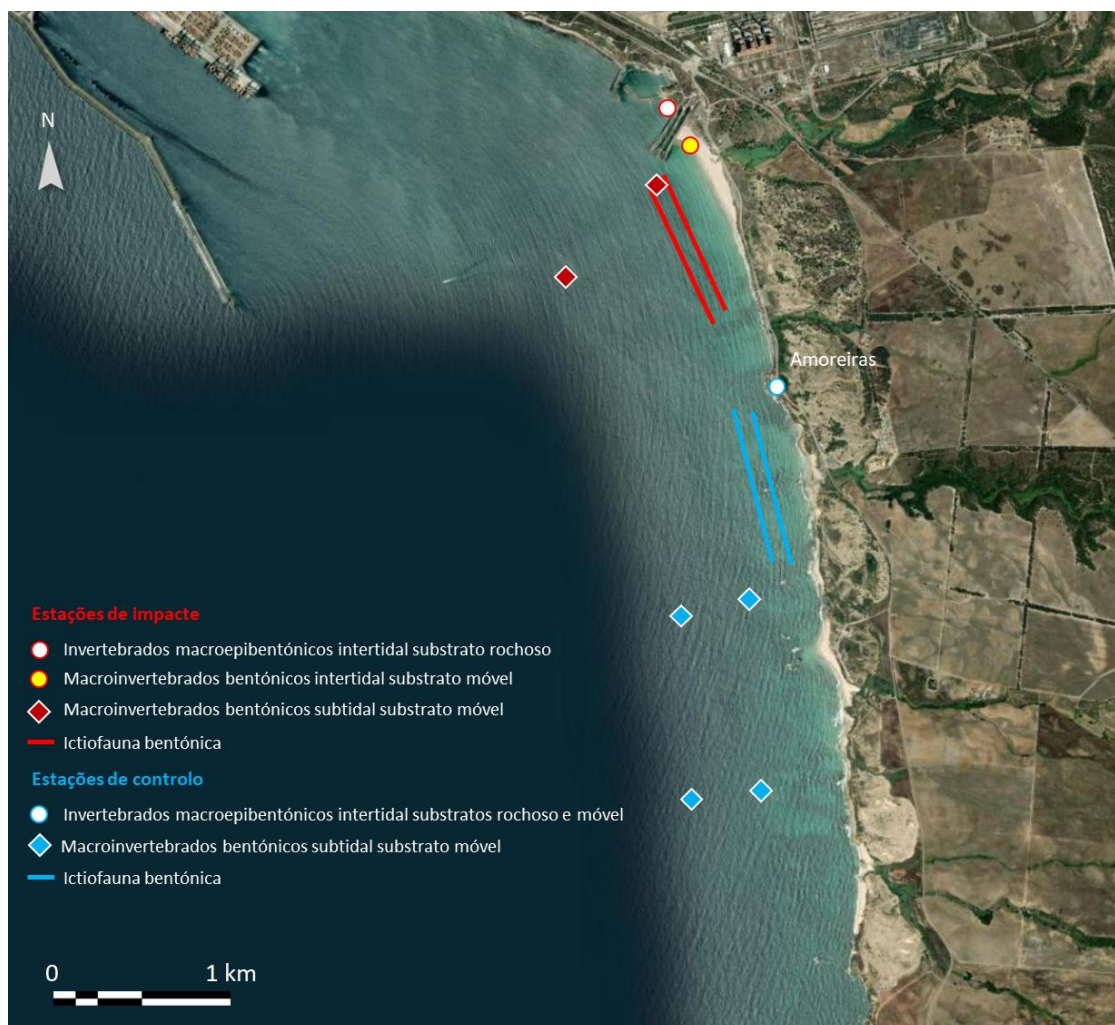 N
Amoreiras
Estações de impacte
Invertebrados macroepibentónicos intertidal substrato rochoso
Macroinvertebrados bentónicos intertidal substrato móvel
Macroinvertebrados bentónicos subtidal substrato móvel
Ictiofauna bentónica
Estações de controlo
Invertebrados macroepibentónicos intertidal substratos rochoso e móvel
Macroinvertebrados bentónicos subtidal substrato móvel
Ictiofauna bentónica
0 1 km